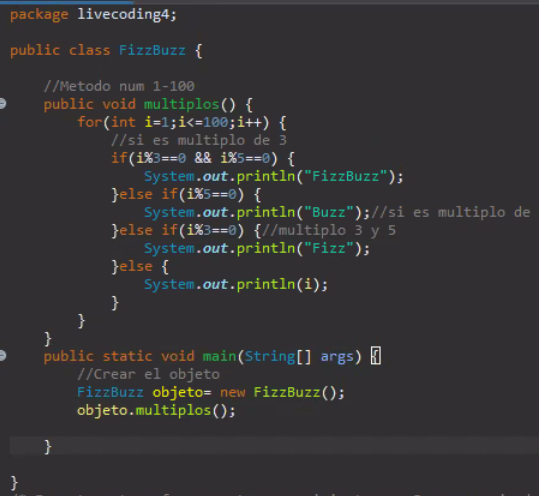 package livecoding4;
public class FizzBuzz {
//Metodo num 1-100
public void multiplos() {
for(int i=1;i<=100;i++) {
//si es multiplo de 3
if(i%3==0 && i%5==0) {
System.out.println("FizzBuzz");
}else if(i%5==0) {
System.out.println("Buzz");//si es multiplo de
}else if(i%3==0) {//multiplo 3 y 5
System.out.println("Fizz");
}else {
System.out.println(i);
}
}
}
public static void main(String[] args) {
//Crear el objeto
FizzBuzz objeto= new FizzBuzz();
objeto.multiplos();
}
}